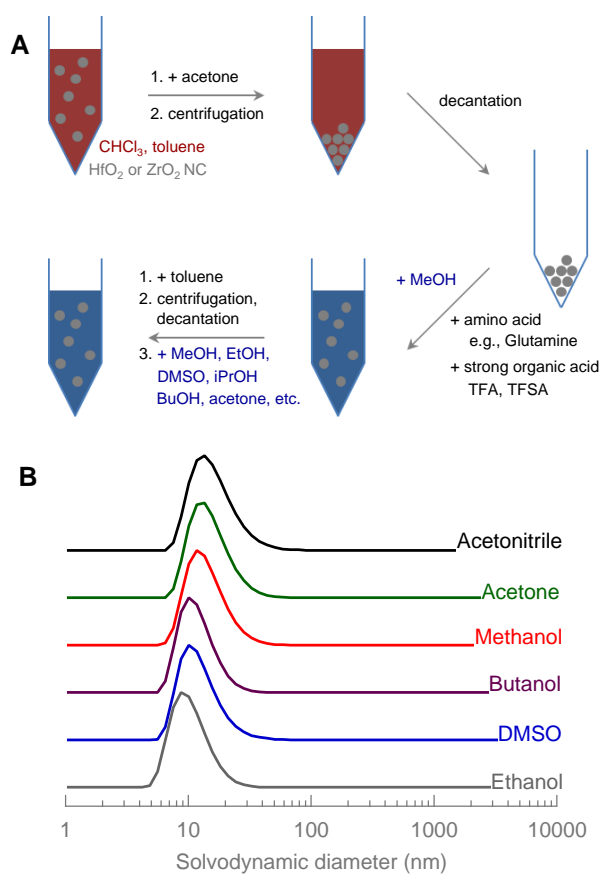 A
1. + acetone
2. centrifugation
decantation
CHCl3, toluene
HfO2 or ZrO2 NC
1. + toluene
2. centrifugation,
decantation
3. + MeOH, EtOH,
DMSO, iPrOH
BuOH, acetone, etc.
+ MeOH
+ amino acid
e.g., Glutamine
+ strong organic acid
TFA, TFSA
B
Acetonitrile
Acetone
Methanol
Butanol
DMSO
Ethanol
1 10 100 1000 10000
Solvodynamic diameter (nm)